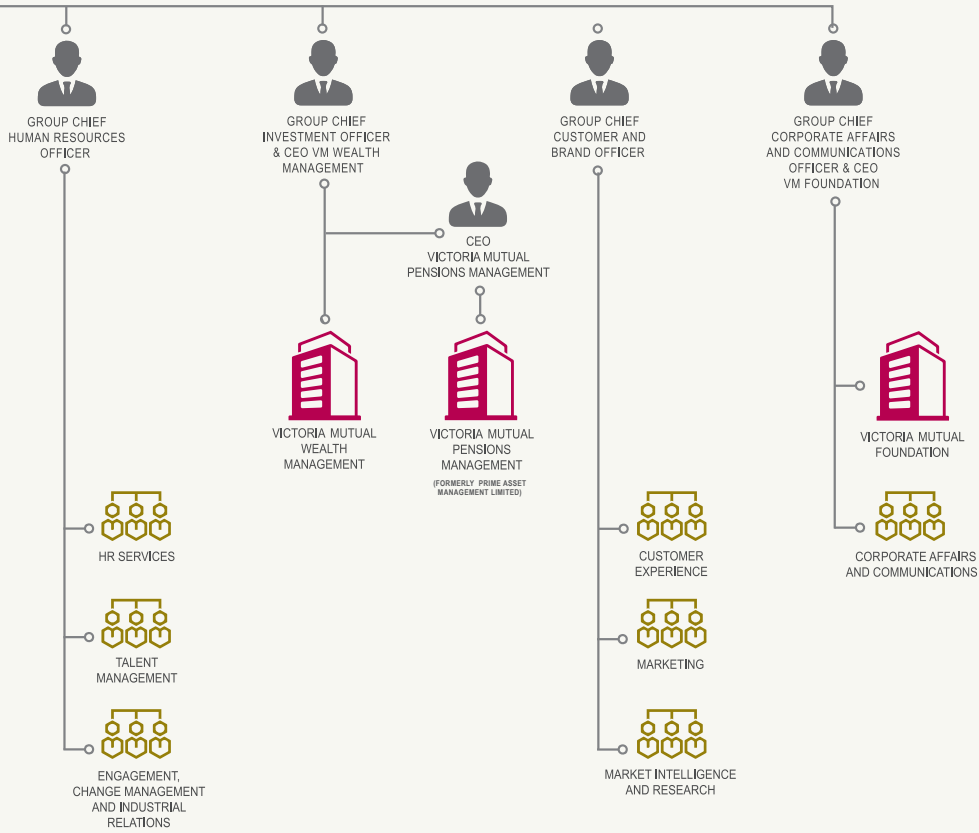 GROUP CHIEF
HUMAN RESOURCES
OFFICER
GROUP CHIEF
INVESTMENT OFFICER
& CEO VM WEALTH
MANAGEMENT
GROUP CHIEF
CUSTOMER AND
BRAND OFFICER
GROUP CHIEF
CORPORATE AFFAIRS
AND COMMUNICATIONS
OFFICER & CEO
VM FOUNDATION
CEO
VICTORIA MUTUAL
PENSIONS MANAGEMENT
VICTORIA MUTUAL
WEALTH
MANAGEMENT
VICTORIA MUTUAL
PENSIONS
MANAGEMENT
(FORMERLY PRIME ASSET
MANAGEMENT LIMITED)
VICTORIA MUTUAL
FOUNDATION
HR SERVICES
CUSTOMER
EXPERIENCE
CORPORATE AFFAIRS
AND COMMUNICATIONS
TALENT
MANAGEMENT
MARKETING
ENGAGEMENT,
CHANGE MANAGEMENT
AND INDUSTRIAL
RELATIONS
MARKET INTELLIGENCE
AND RESEARCH